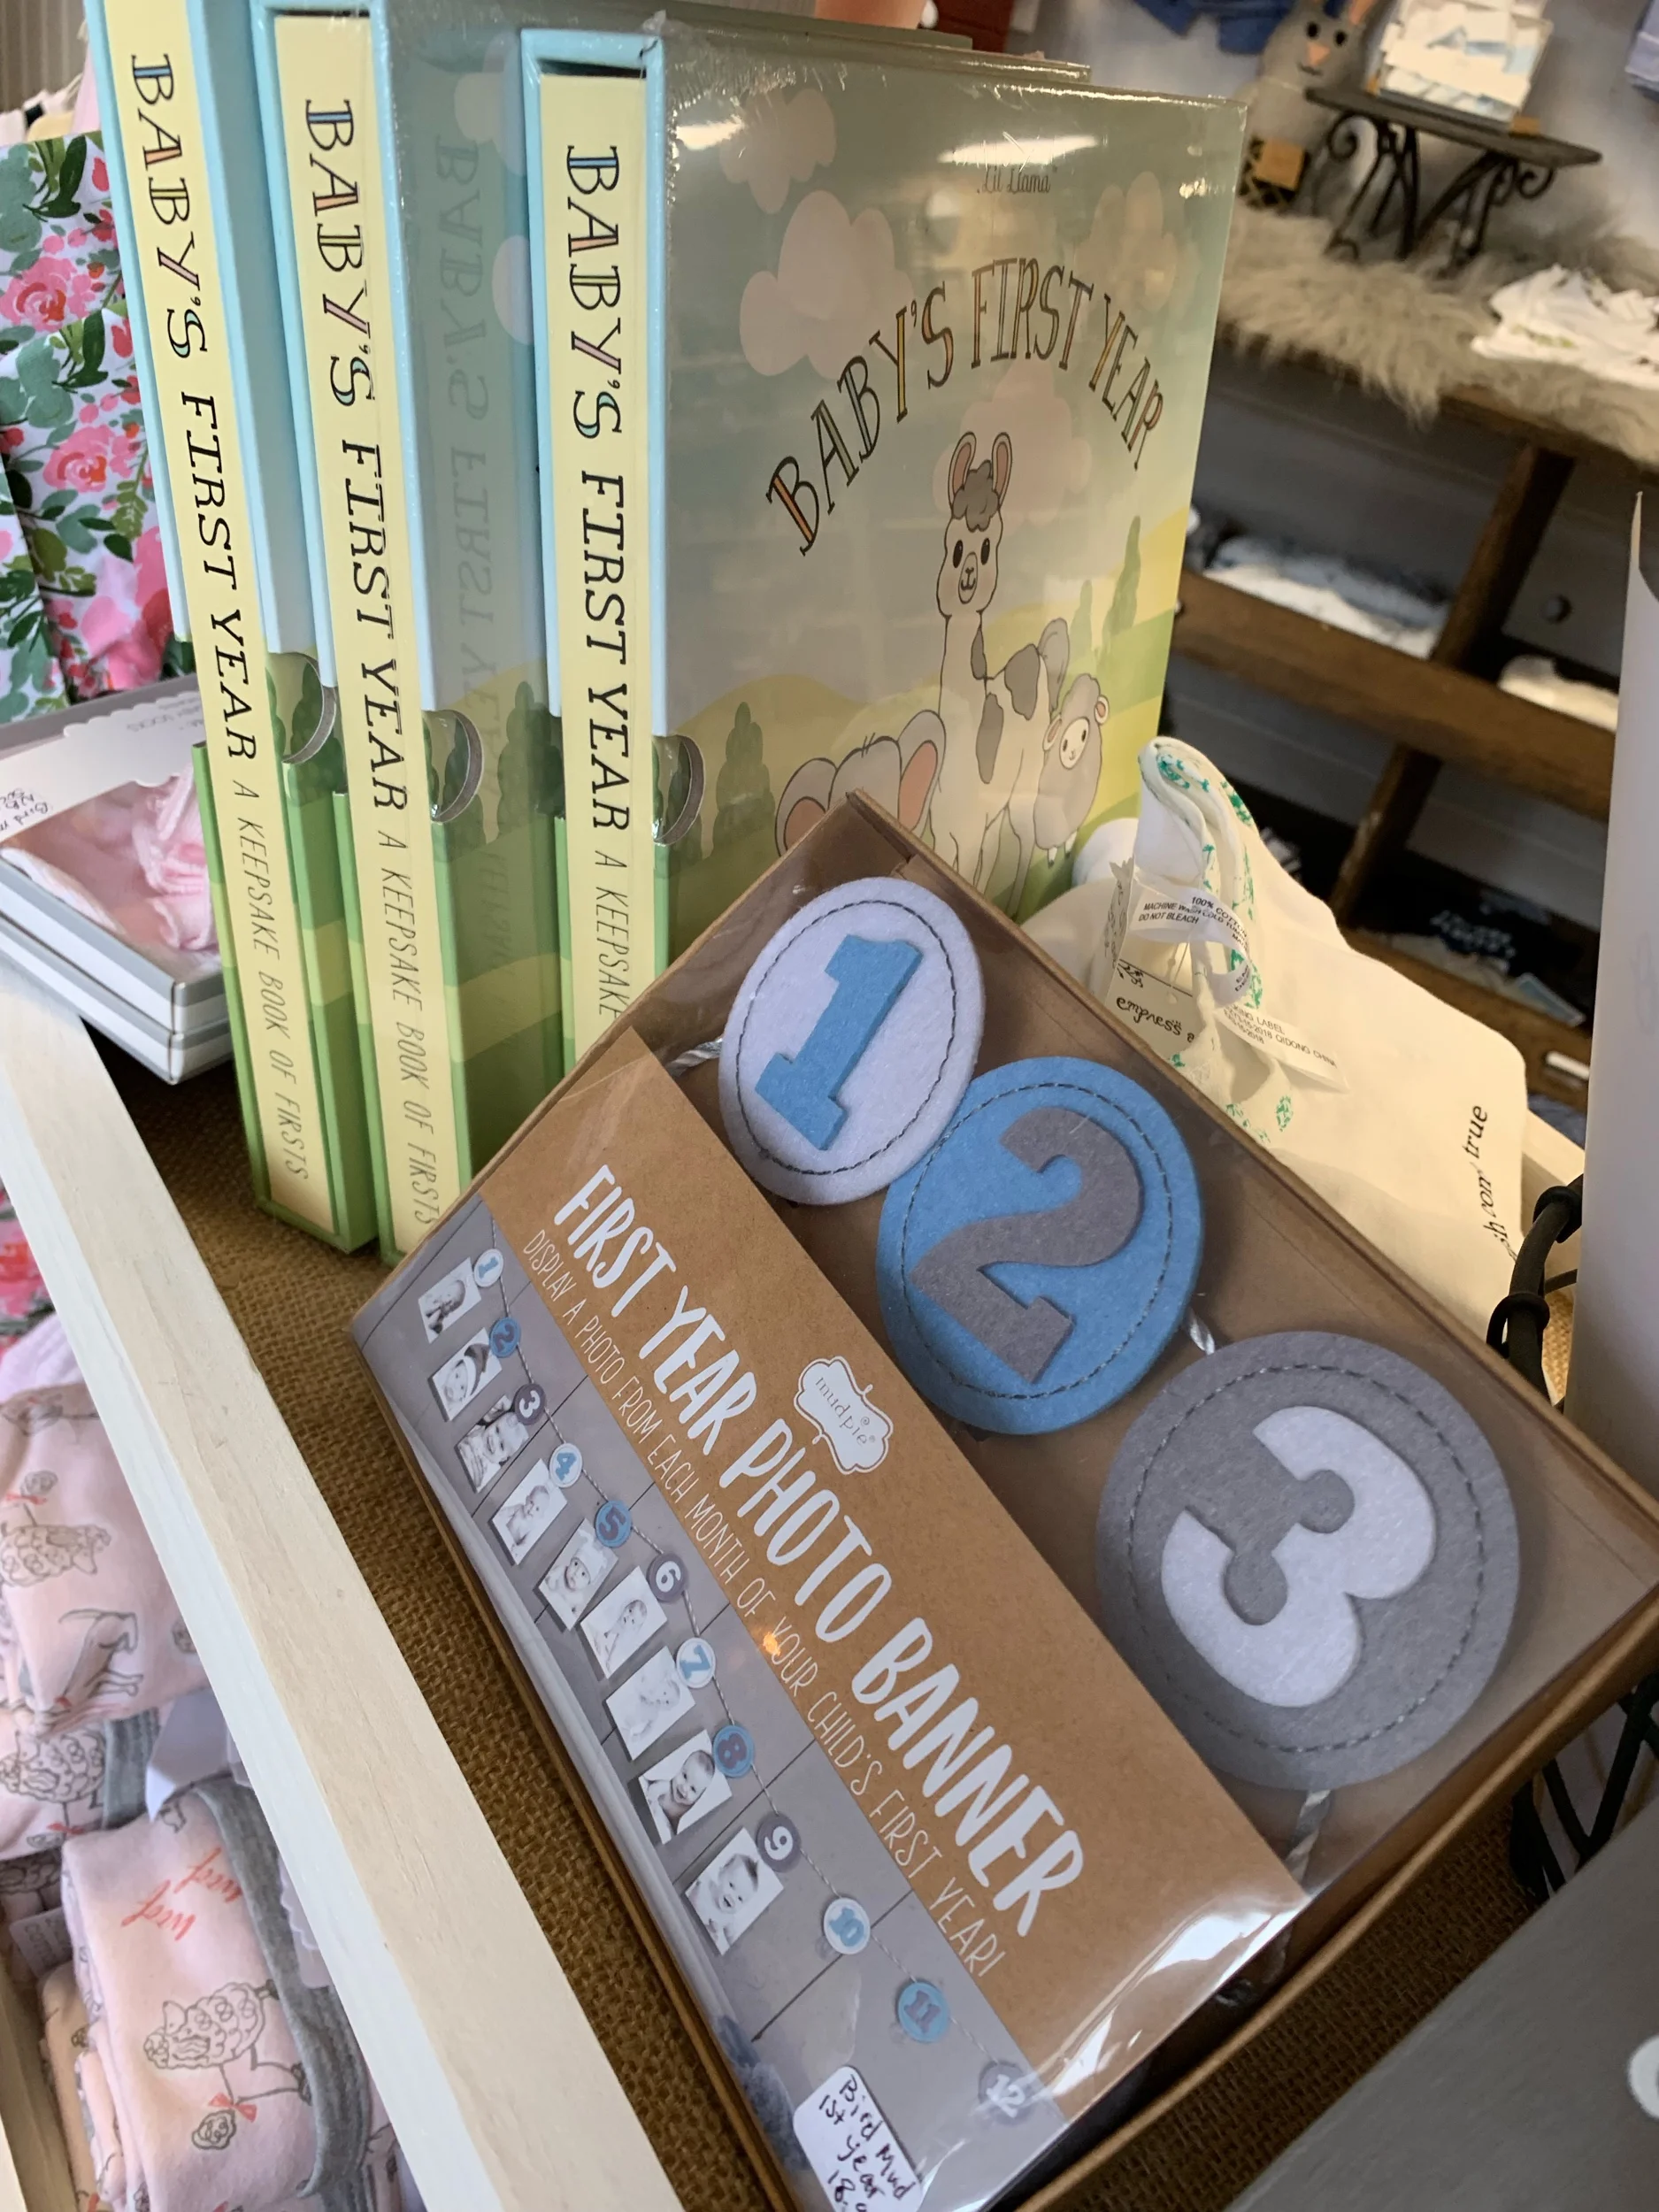 BABY'S FIRST YEAR A KEEPSAKE BOOK OF FIRSTS
BABY'S FIRST YEAR A KEEPSAKE BOOK OF FIRSTS
BABY'S FIRST YEAR A KEEPSAKE
Lil Llama
BABY'S FIRST YEAR
1
2
3
mudpie
FIRST YEAR PHOTO BANNER
DISPLAY A PHOTO FROM EACH MONTH OF YOUR CHILD'S FIRST YEAR!
1
2
3
4
5
6
7
8
9
10
11
12
Bird Mud
1st year
18.
100%
MACHINE WASH COLD
DO NOT BLEACH
empress
LABEL
true
woof